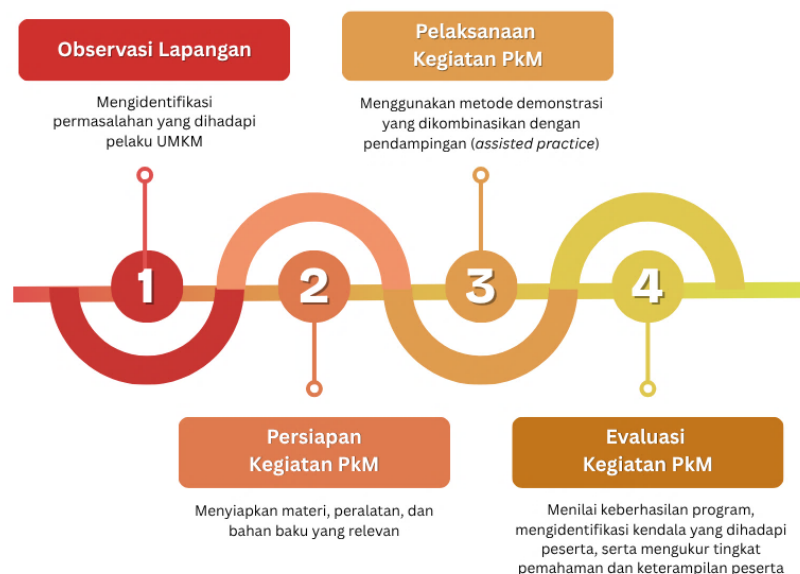 Observasi Lapangan
Mengidentifikasi
permasalahan yang dihadapi
pelaku UMKM
1
Persiapan
Kegiatan PkM
Menyiapkan materi, peralatan, dan
bahan baku yang relevan
2
Pelaksanaan
Kegiatan PkM
Menggunakan metode demonstrasi
yang dikombinasikan dengan
pendampingan (assisted practice)
3
Evaluasi
Kegiatan PkM
Menilai keberhasilan program,
mengidentifikasi kendala yang dihadapi
peserta, serta mengukur tingkat
pemahaman dan keterampilan peserta
4